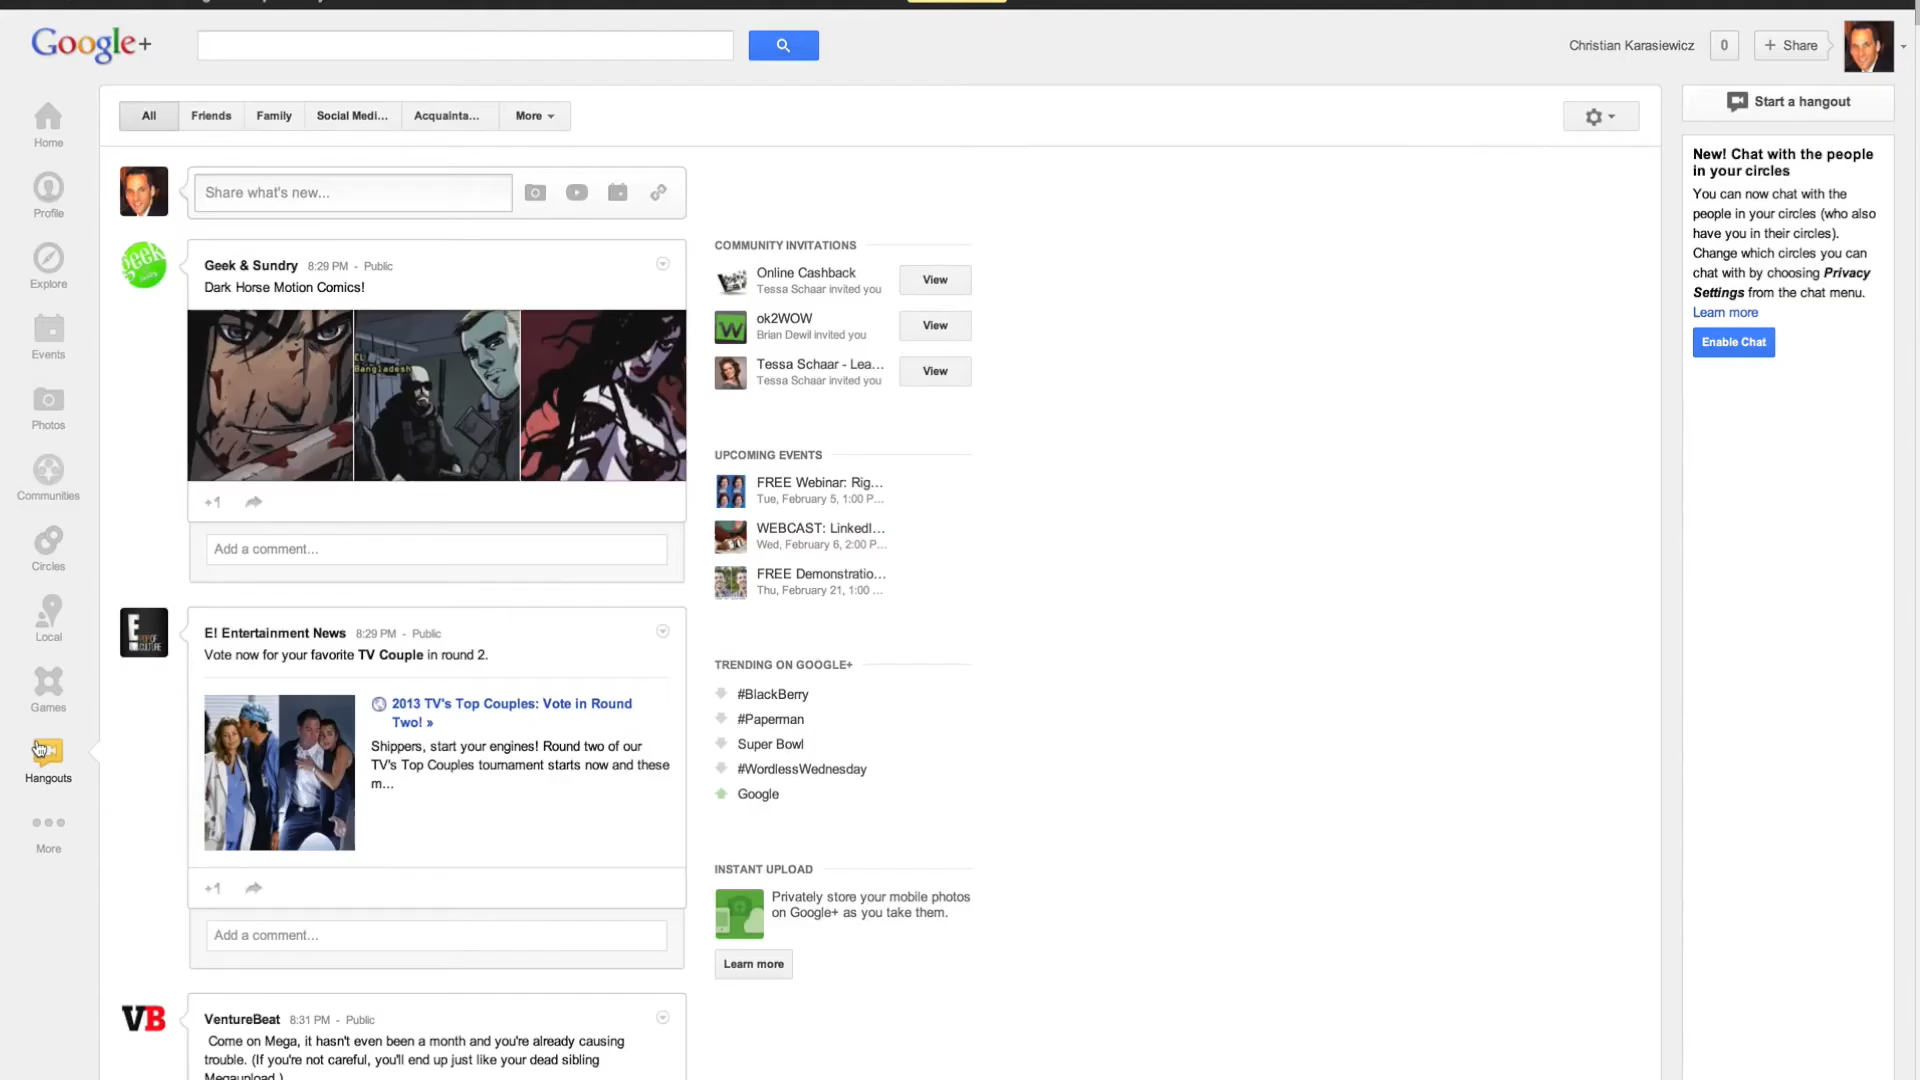 Google+
Christian Karasiewicz
0
+ Share
Home
Profile
Explore
Events
Photos
Communities
Circles
Local
Games
Hangouts
More
All
Friends
Family
Social Medi...
Acquainta...
More
Share what's new...
Geek & Sundry 8:29 PM - Public
Dark Horse Motion Comics!
Bangladesh
+1
Add a comment...
E! Entertainment News 8:29 PM - Public
Vote now for your favorite TV Couple in round 2.
2013 TV's Top Couples: Vote in Round
Two! »
Shippers, start your engines! Round two of our
TV's Top Couples tournament starts now and these
m...
+1
Add a comment...
VB
VentureBeat 8:31 PM - Public
Come on Mega, it hasn't even been a month and you're already causing
trouble. (If you're not careful, you'll end up just like your dead sibling
Megaupload.)
COMMUNITY INVITATIONS
Online Cashback
Tessa Schaar invited you
View
ok2WOW
Brian Dewil invited you
View
Tessa Schaar - Lea...
Tessa Schaar invited you
View
UPCOMING EVENTS
FREE Webinar: Rig...
Tue, February 5, 1:00 P...
WEBCAST: LinkedI...
Wed, February 6, 2:00 P...
FREE Demonstratio...
Thu, February 21, 1:00 ...
TRENDING ON GOOGLE+
#BlackBerry
#Paperman
Super Bowl
#WordlessWednesday
Google
INSTANT UPLOAD
Privately store your mobile photos
on Google+ as you take them.
Learn more
Start a hangout
New! Chat with the people
in your circles
You can now chat with the
people in your circles (who also
have you in their circles).
Change which circles you can
chat with by choosing Privacy
Settings from the chat menu.
Learn more
Enable Chat